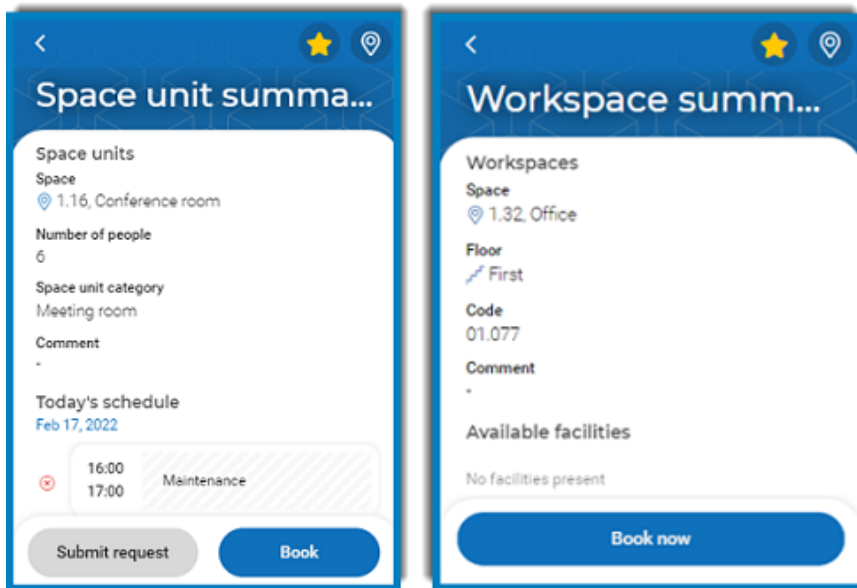 Space unit summa...
Space units
Space
1.16, Conference room
Number of people
6
Space unit category
Meeting room
Comment
-
Today's schedule
Feb 17, 2022
16:00
17:00
Maintenance
Submit request
Book
Workspace summ...
Workspaces
Space
1.32, Office
Floor
First
Code
01.077
Comment
-
Available facilities
No facilities present
Book now